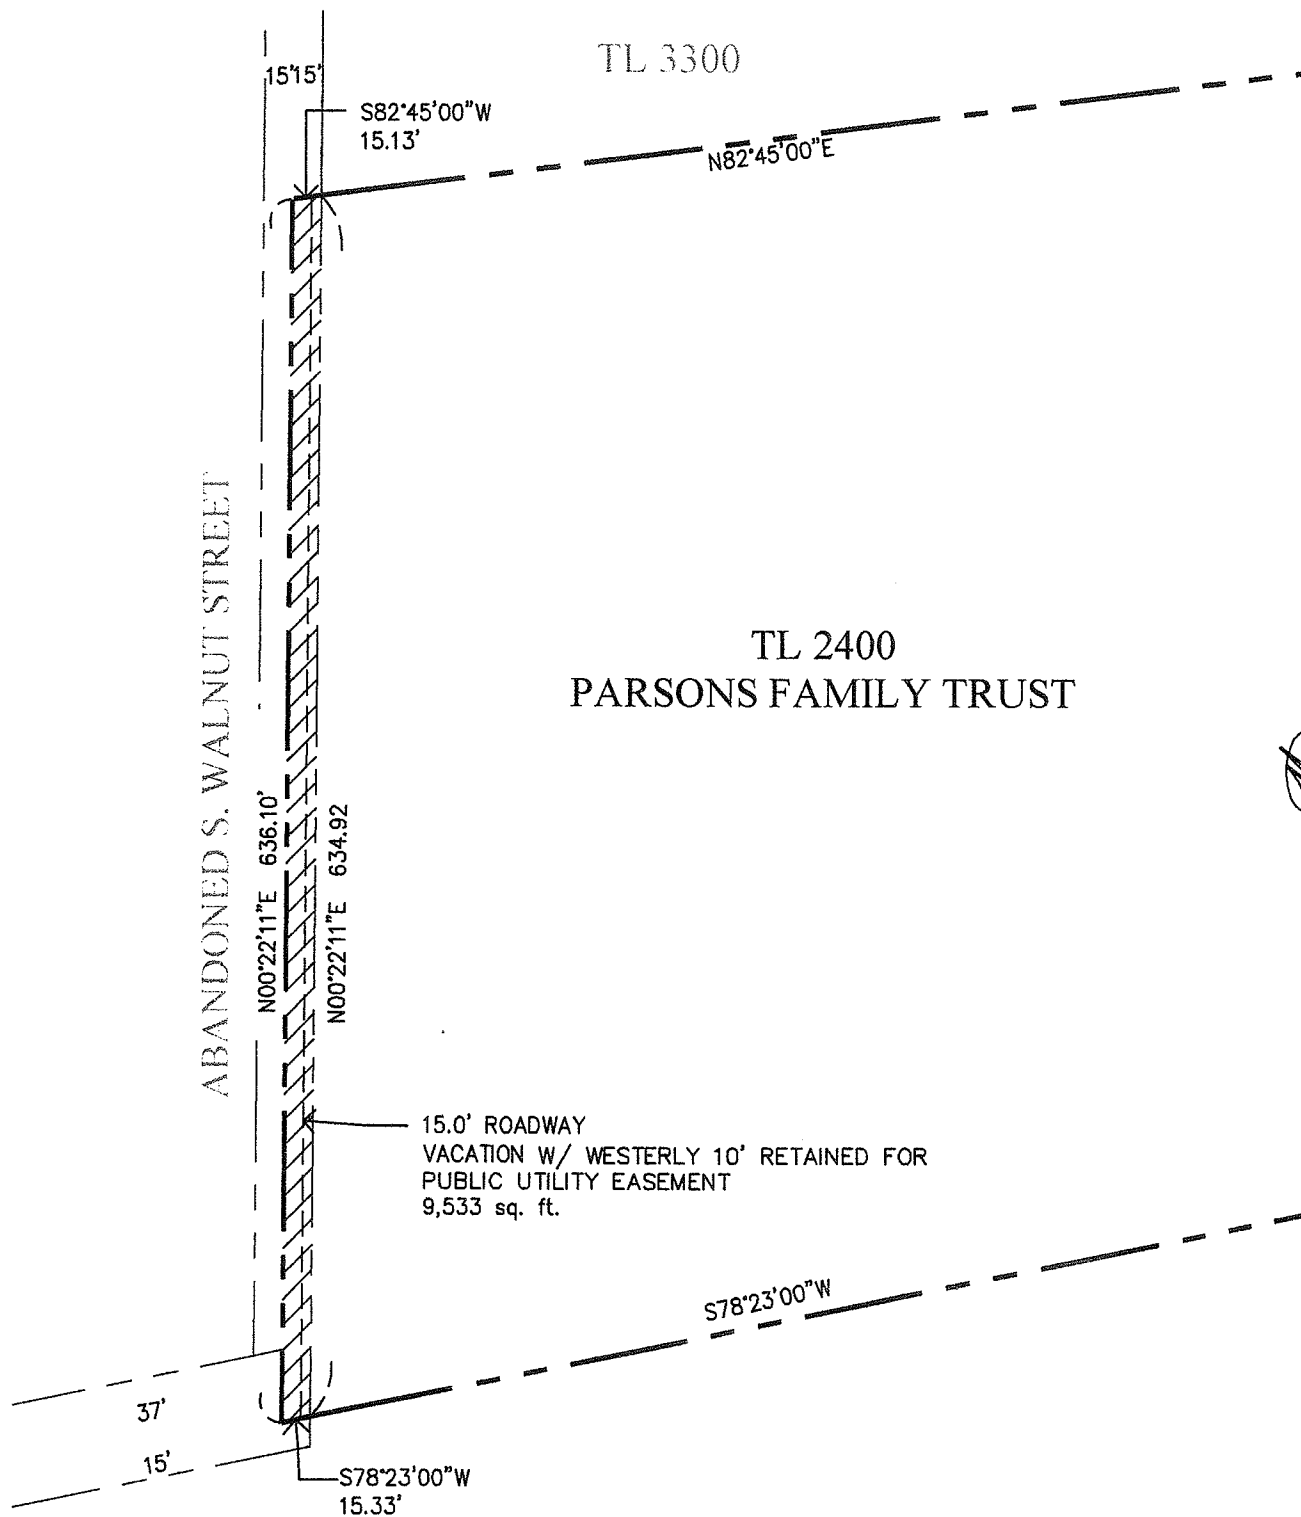 TL 3300
15'15'
S82°45'00"W
15.13'
N82°45'00"E
ABANDONED S. WALNUT STREET
TL 2400
PARSONS FAMILY TRUST
N00°22'11"E 636.10'
N00°22'11"E 634.92
15.0' ROADWAY
VACATION W/ WESTERLY 10' RETAINED FOR
PUBLIC UTILITY EASEMENT
9,533 sq. ft.
S78°23'00"W
37'
15'
S78°23'00"W
15.33'